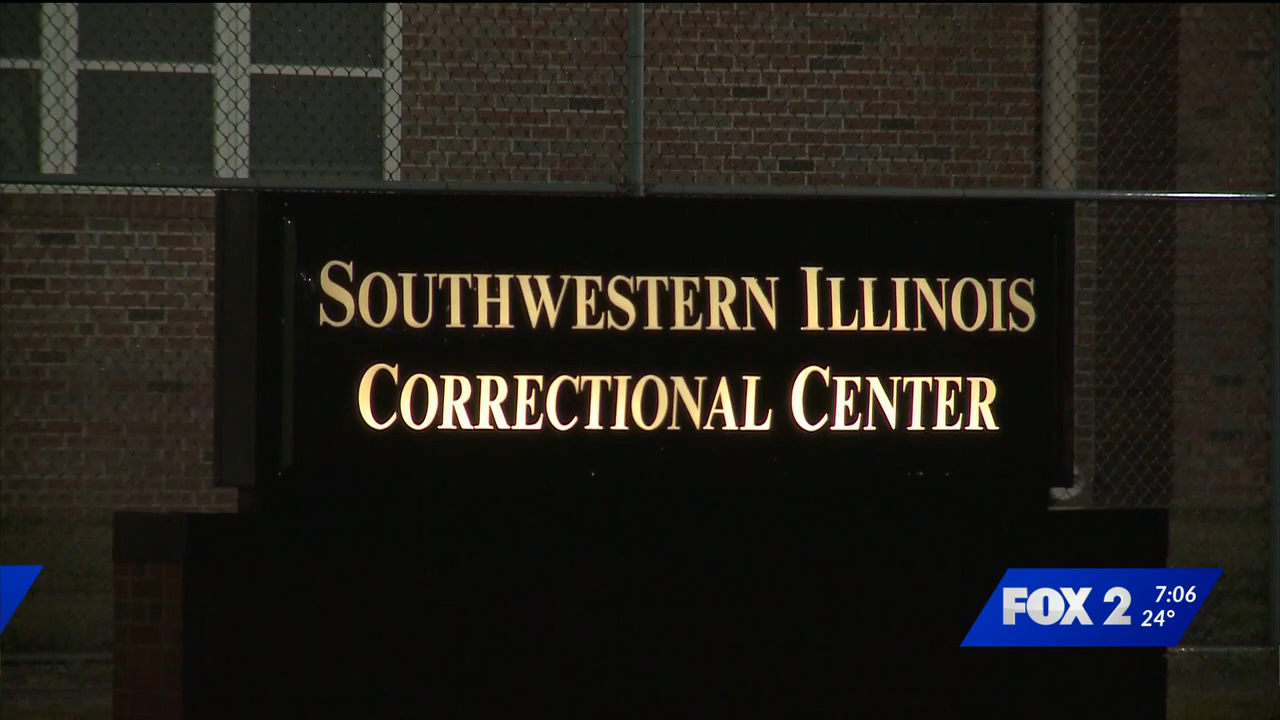 SOUTHWESTERN ILLINOIS
CORRECTIONAL CENTER
FOX 2
7:06
24°